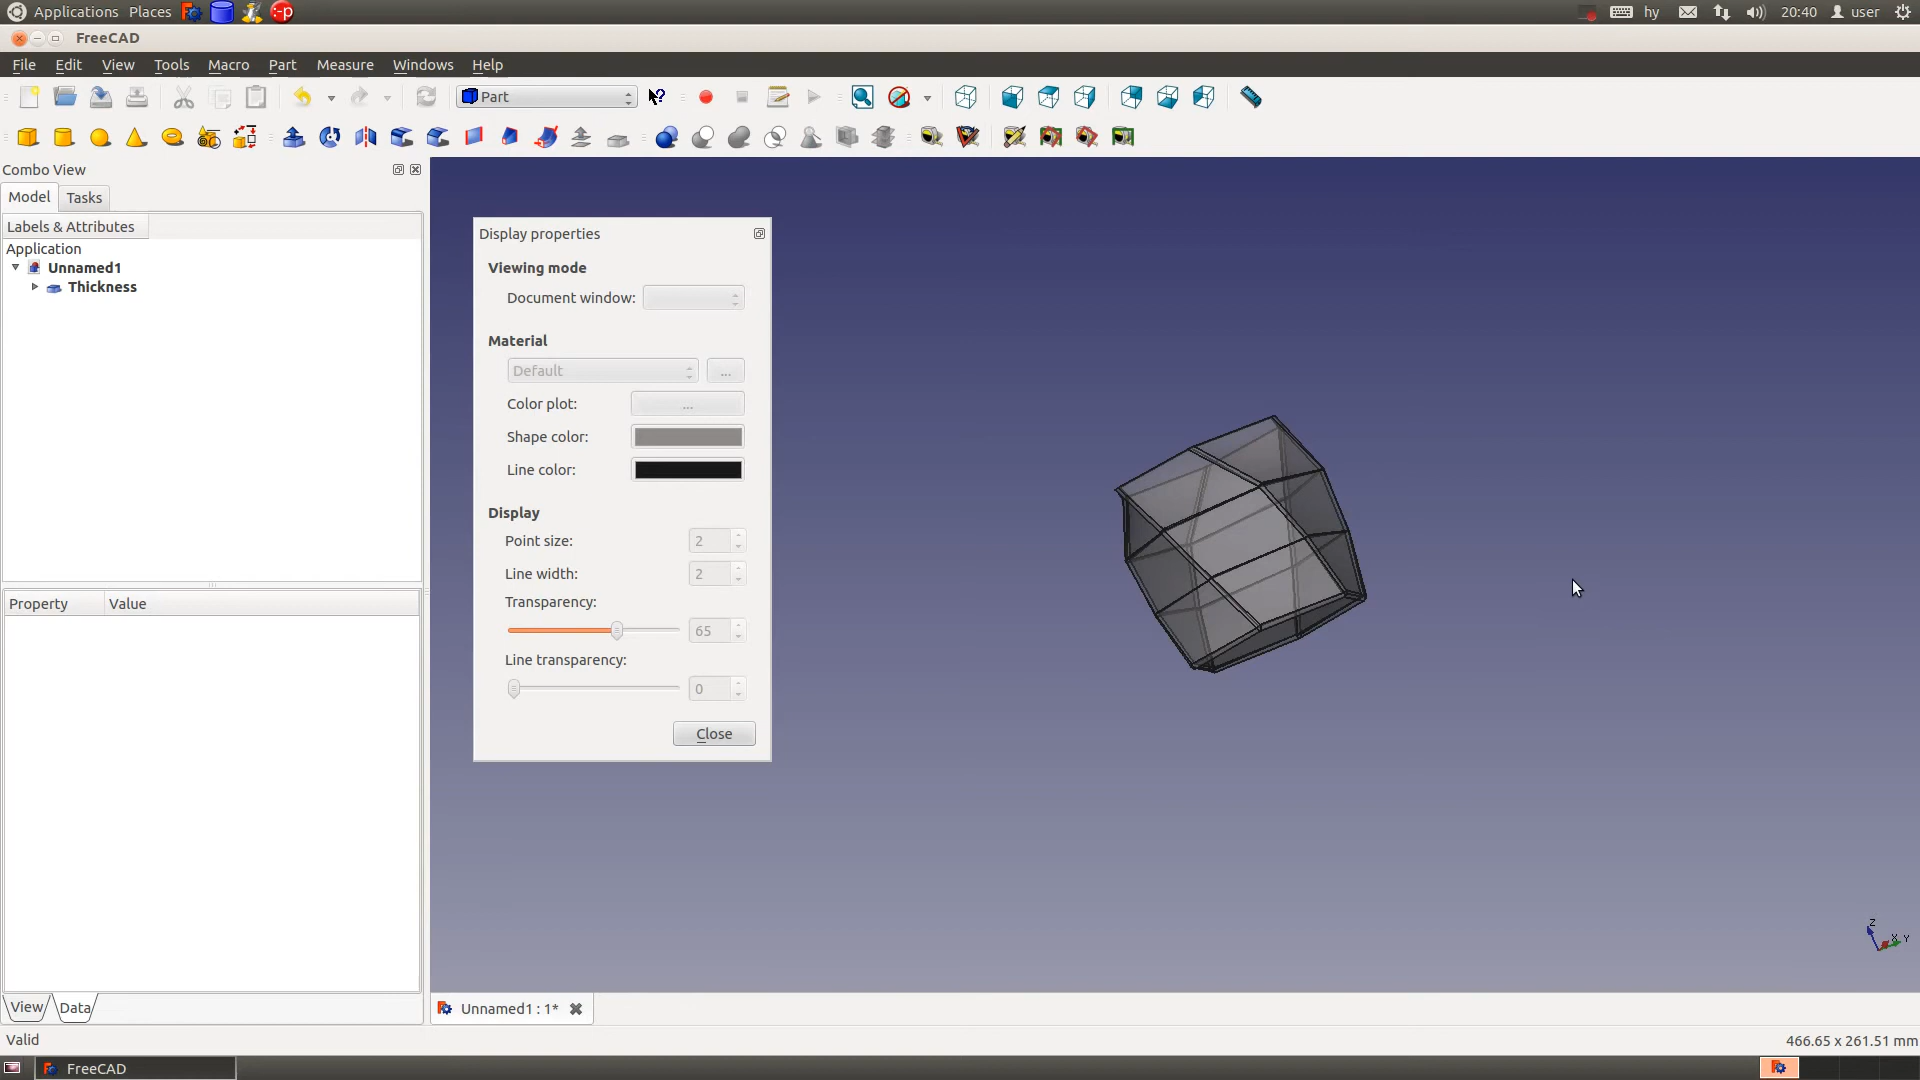 Applications Places hy 20:40 user
FreeCAD
File Edit View Tools Macro Part Measure Windows Help
Part
Combo View
Model Tasks
Labels & Attributes
Application
Unnamed1
Thickness
Property Value
View Data
Display properties
Viewing mode
Document window:
Material
Default ...
Color plot: ...
Shape color:
Line color:
Display
Point size: 2
Line width: 2
Transparency:
65
Line transparency:
0
Close
Z
X Y
Unnamed1 : 1*
Valid 466.65 x 261.51 mm
FreeCAD